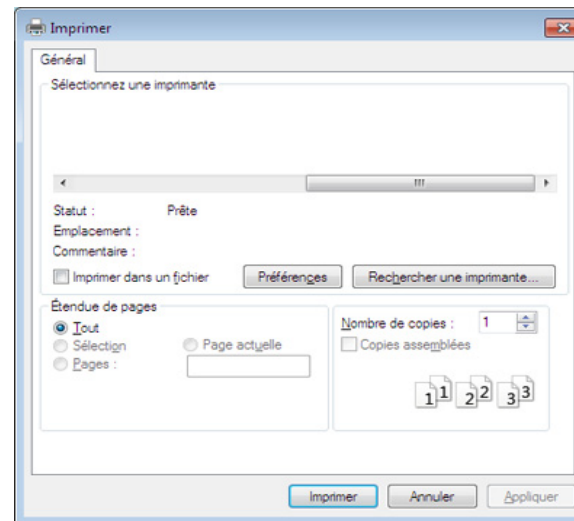 Imprimer
Général
Sélectionnez une imprimante
Statut : Prête
Emplacement :
Commentaire :
Imprimer dans un fichier Préférences Rechercher une imprimante...
Étendue de pages
Tout
Sélection Page actuelle
Pages :
Nombre de copies : 1
Copies assemblées
1 1 2 2 3 3
Imprimer Annuler Appliquer